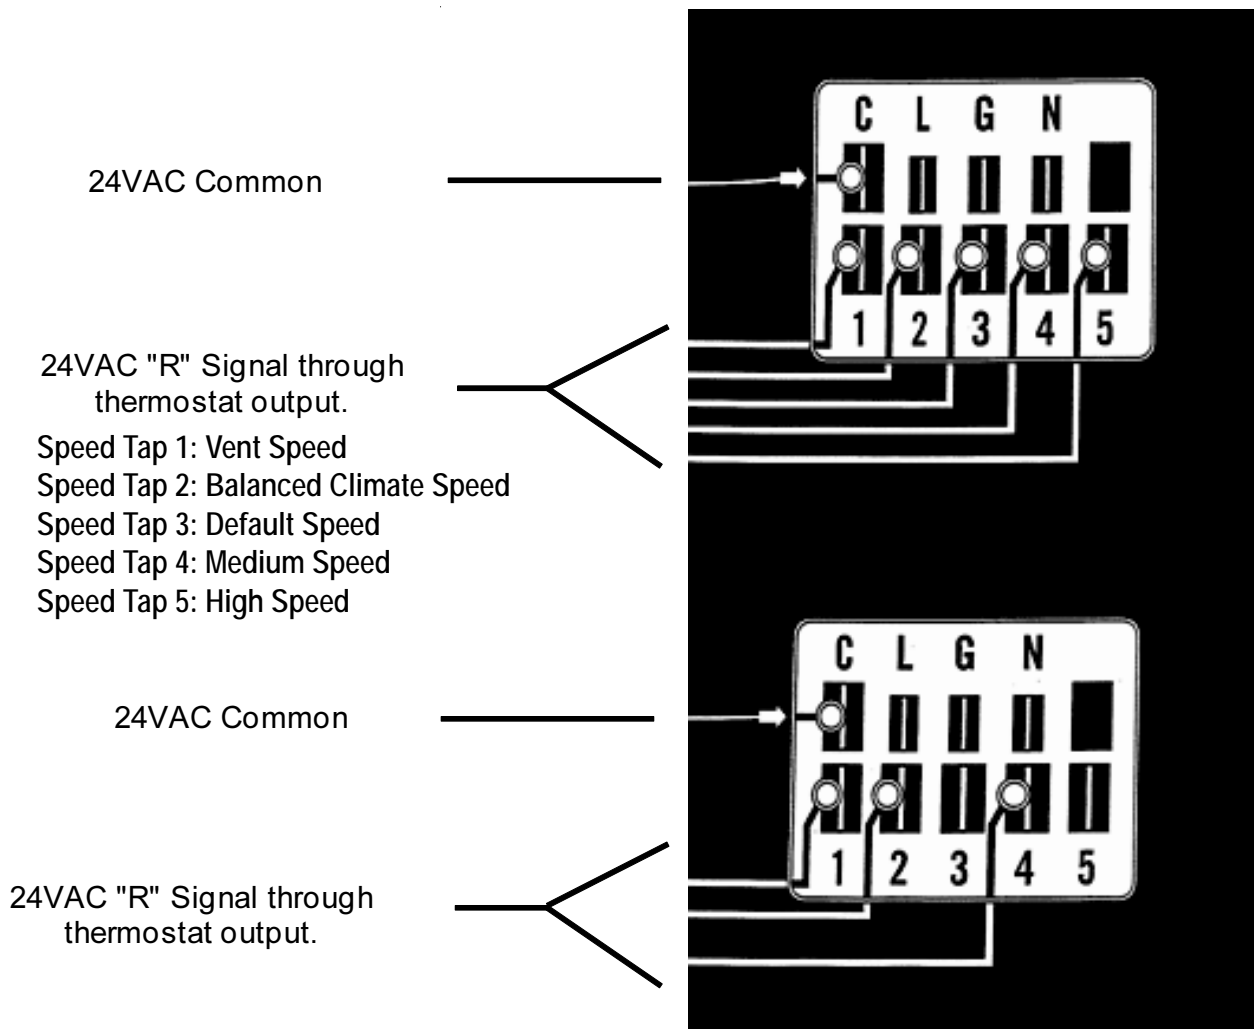 C L G N
24VAC Common
1 2 3 4 5
24VAC "R" Signal through
thermostat output.
Speed Tap 1: Vent Speed
Speed Tap 2: Balanced Climate Speed
Speed Tap 3: Default Speed
Speed Tap 4: Medium Speed
Speed Tap 5: High Speed
C L G N
24VAC Common
1 2 3 4 5
24VAC "R" Signal through
thermostat output.